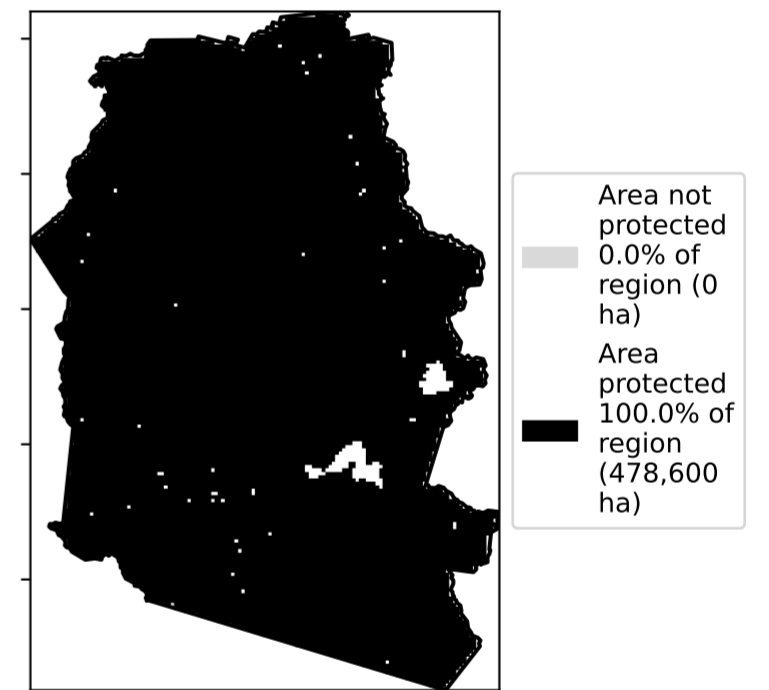 Area not
protected
0.0% of
region (0
ha)
Area
protected
100.0% of
region
(478,600
ha)